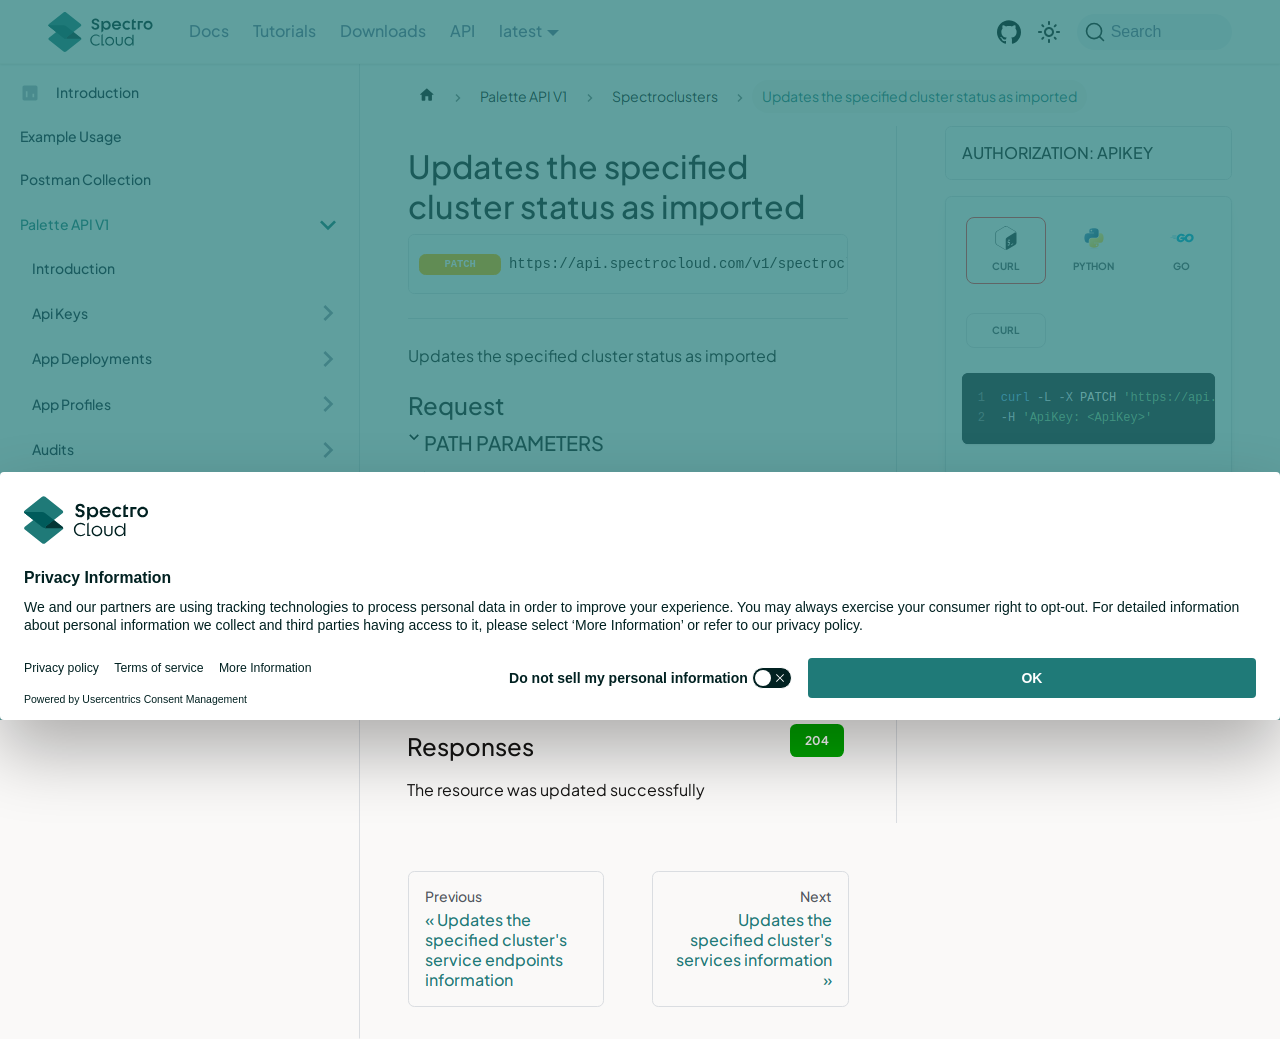 Spectro Cloud
Docs
Tutorials
Downloads
API
latest
Search
Introduction
Example Usage
Postman Collection
Palette API V1
Introduction
Api Keys
App Deployments
App Profiles
Audits
Palette API V1
Spectroclusters
Updates the specified cluster status as imported
Updates the specified
cluster status as imported
PATCH
https://api.spectrocloud.com/v1/spectroc
Updates the specified cluster status as imported
Request
PATH PARAMETERS
AUTHORIZATION: APIKEY
CURL
PYTHON
GO
CURL
1 curl -L -X PATCH 'https://api.
2 -H 'ApiKey: <ApiKey>'
Spectro
Cloud
Privacy Information
We and our partners are using tracking technologies to process personal data in order to improve your experience. You may always exercise your consumer right to opt-out. For detailed information
about personal information we collect and third parties having access to it, please select ‘More Information’ or refer to our privacy policy.
Privacy policy
Terms of service
More Information
Powered by Usercentrics Consent Management
Do not sell my personal information
OK
Responses
204
The resource was updated successfully
Previous
« Updates the
specified cluster's
service endpoints
information
Next
Updates the
specified cluster's
services information
»